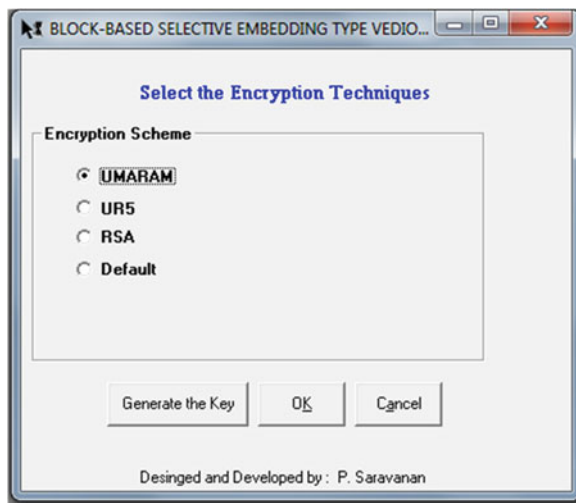 BLOCK-BASED SELECTIVE EMBEDDING TYPE VEDIO...
Select the Encryption Techniques
Encryption Scheme
UMARAM
UR5
RSA
Default
Generate the Key OK Cancel
Desinged and Developed by : P. Saravanan